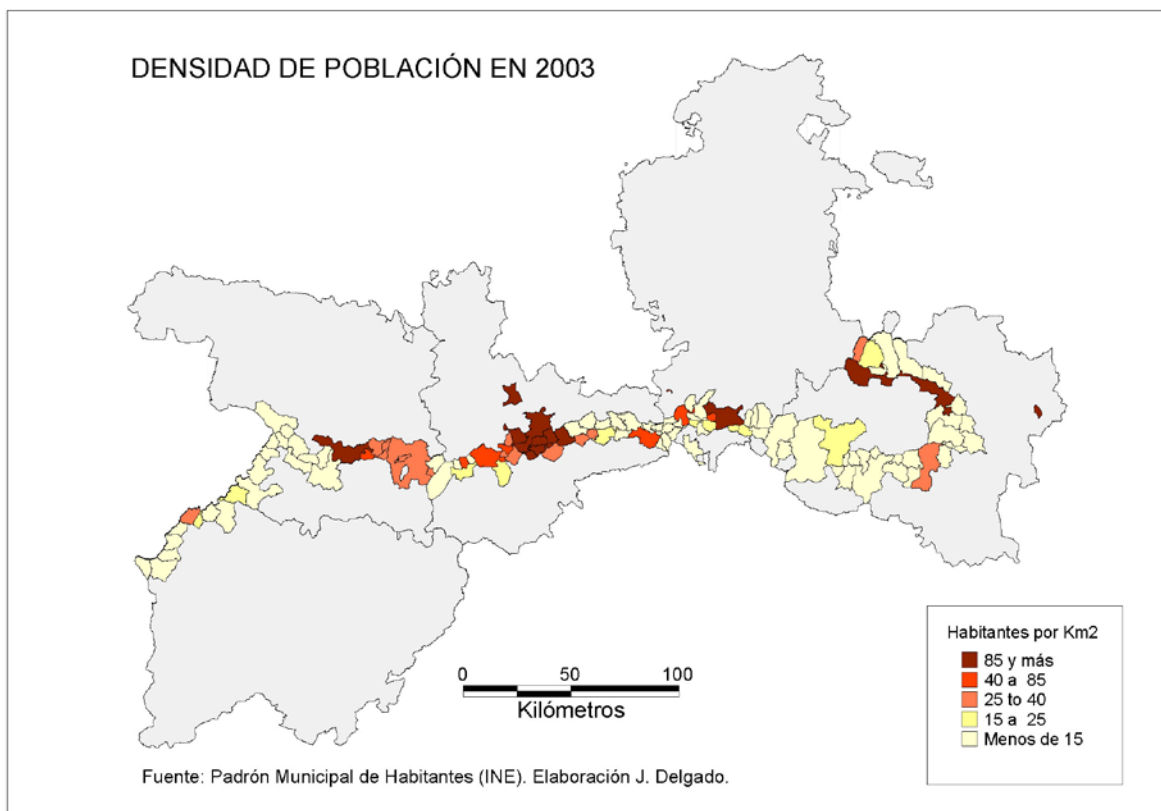 DENSIDAD DE POBLACIÓN EN 2003
Habitantes por Km2
85 y más
40 a 85
25 to 40
15 a 25
Menos de 15
0 50 100
Kilómetros
Fuente: Padrón Municipal de Habitantes (INE). Elaboración J. Delgado.